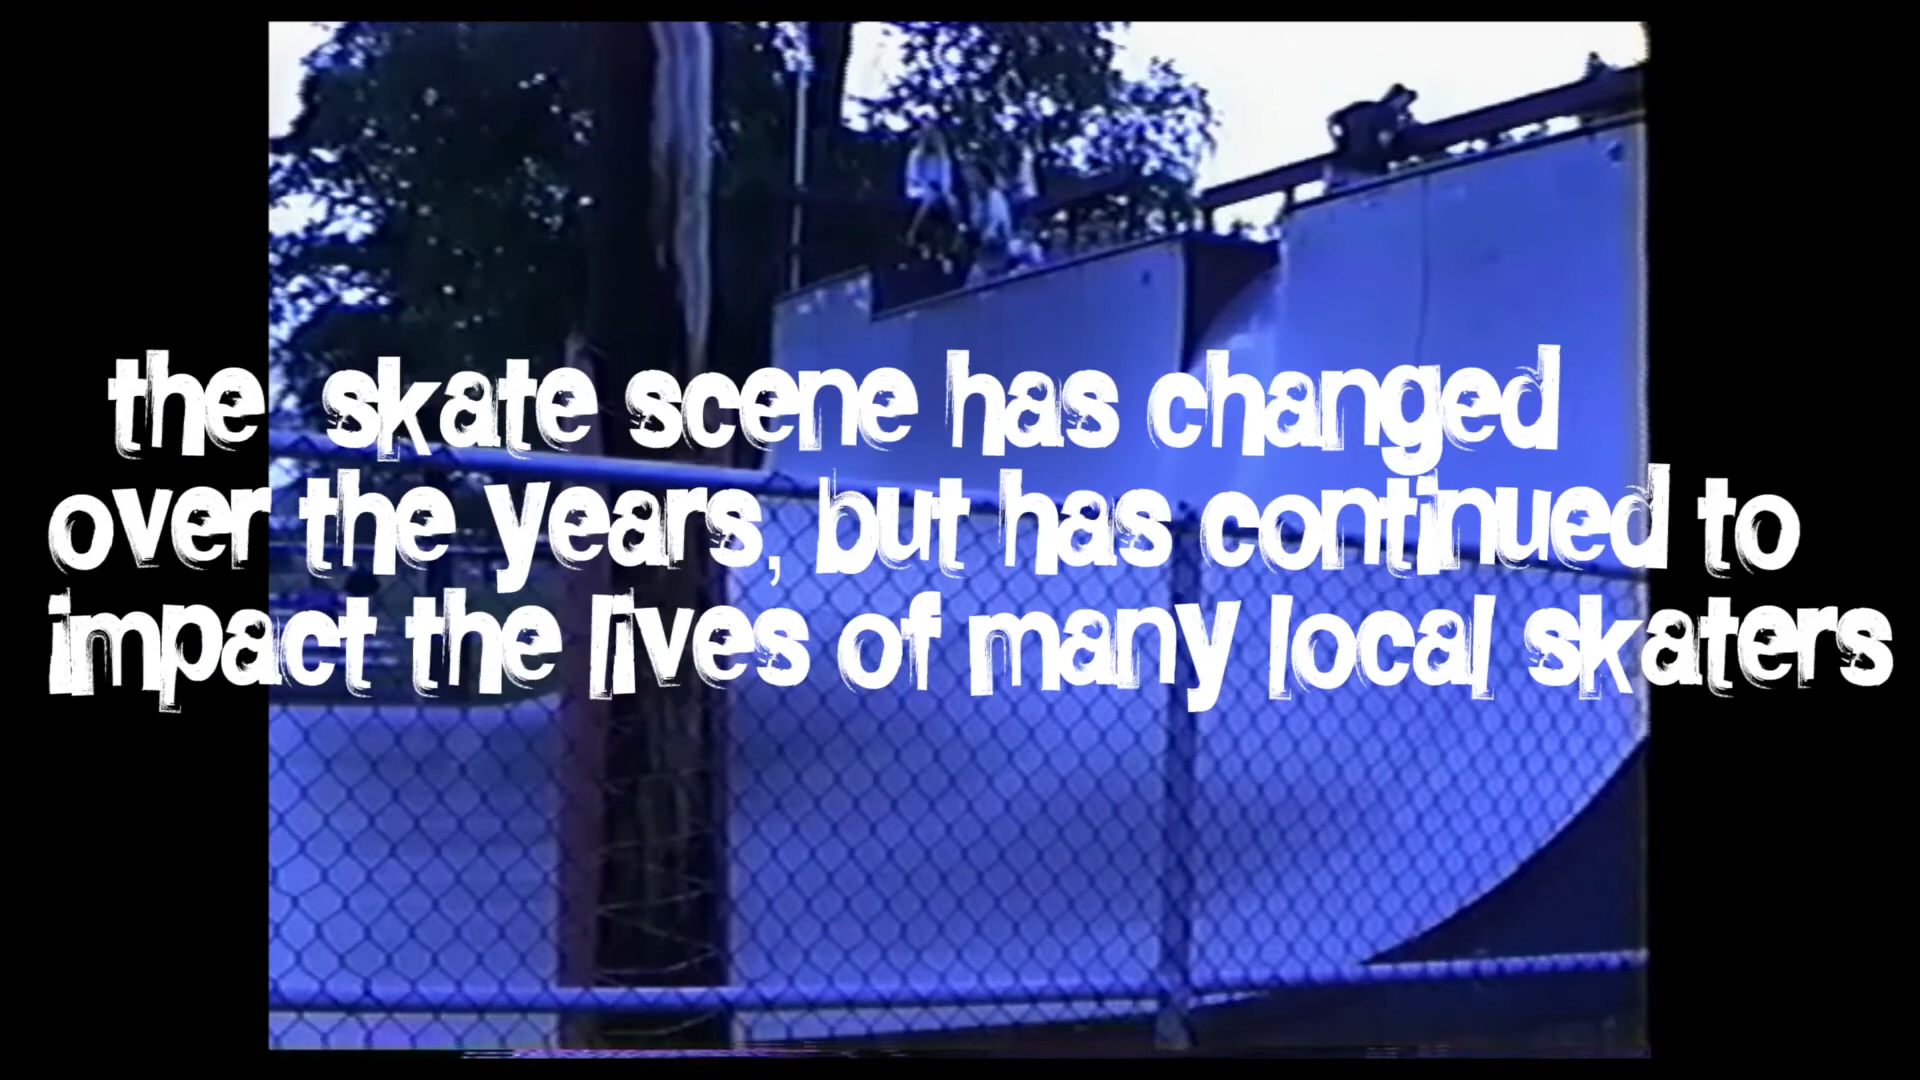 the skate scene has changed
over the years, but has continued to
impact the lives of many local skaters